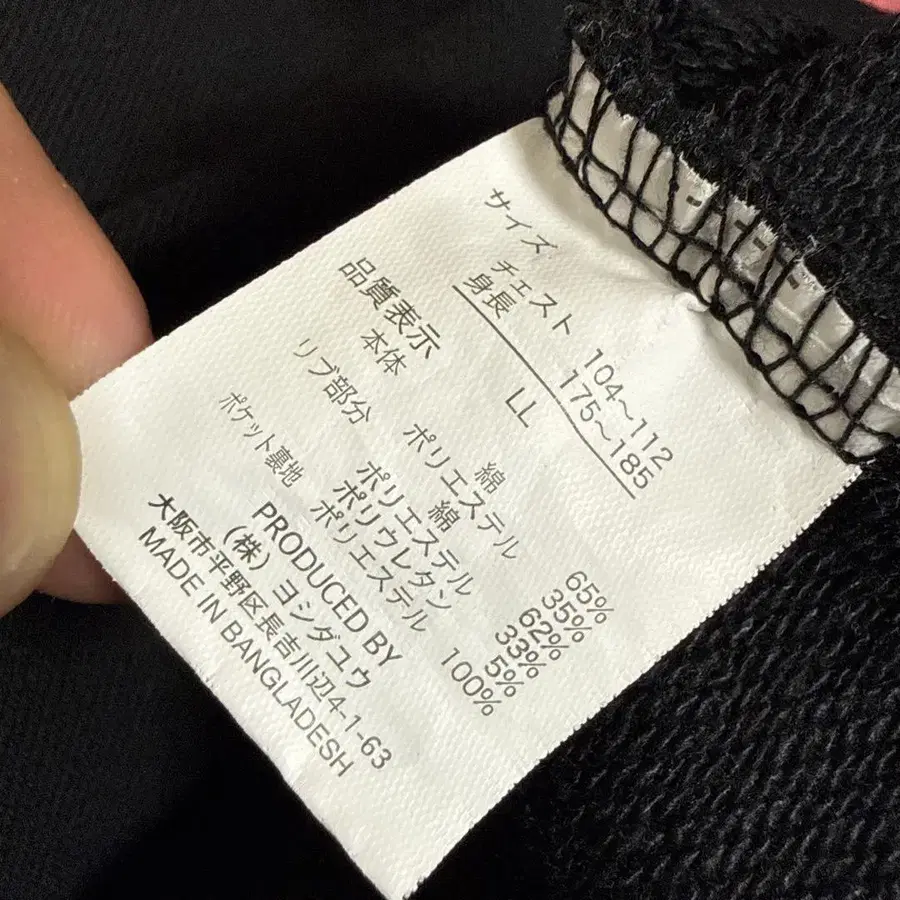 サイズ
チェスト 104〜112
身長 175〜185
LL
品質表示
本体 綿 65%
ポリエステル 35%
リブ部分 綿 62%
ポリエステル 33%
ポリウレタン 5%
ポケット裏地 ポリエステル 100%
PRODUCED BY
(株)ヨシダユウ
大阪市平野区長吉川辺4-1-63
MADE IN BANGLADESH